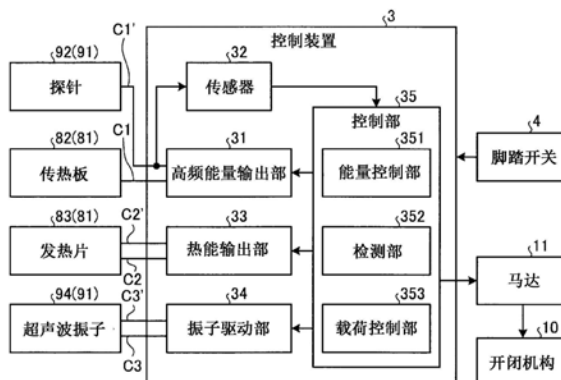 3
控制装置
92(91)
C1'
探针
32
传感器
35
控制部
82(81)
C1
传热板
31
高频能量输出部
351
能量控制部
4
脚踏开关
83(81)
C2'
发热片
C2
33
热能输出部
352
检测部
11
马达
94(91)
C3'
超声波振子
C3
34
振子驱动部
353
载荷控制部
10
开闭机构